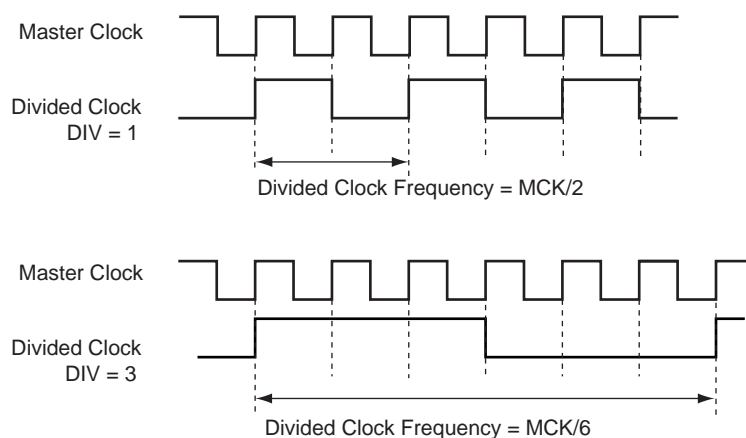 Master Clock
Divided Clock
DIV = 1
Divided Clock Frequency = MCK/2
Master Clock
Divided Clock
DIV = 3
Divided Clock Frequency = MCK/6